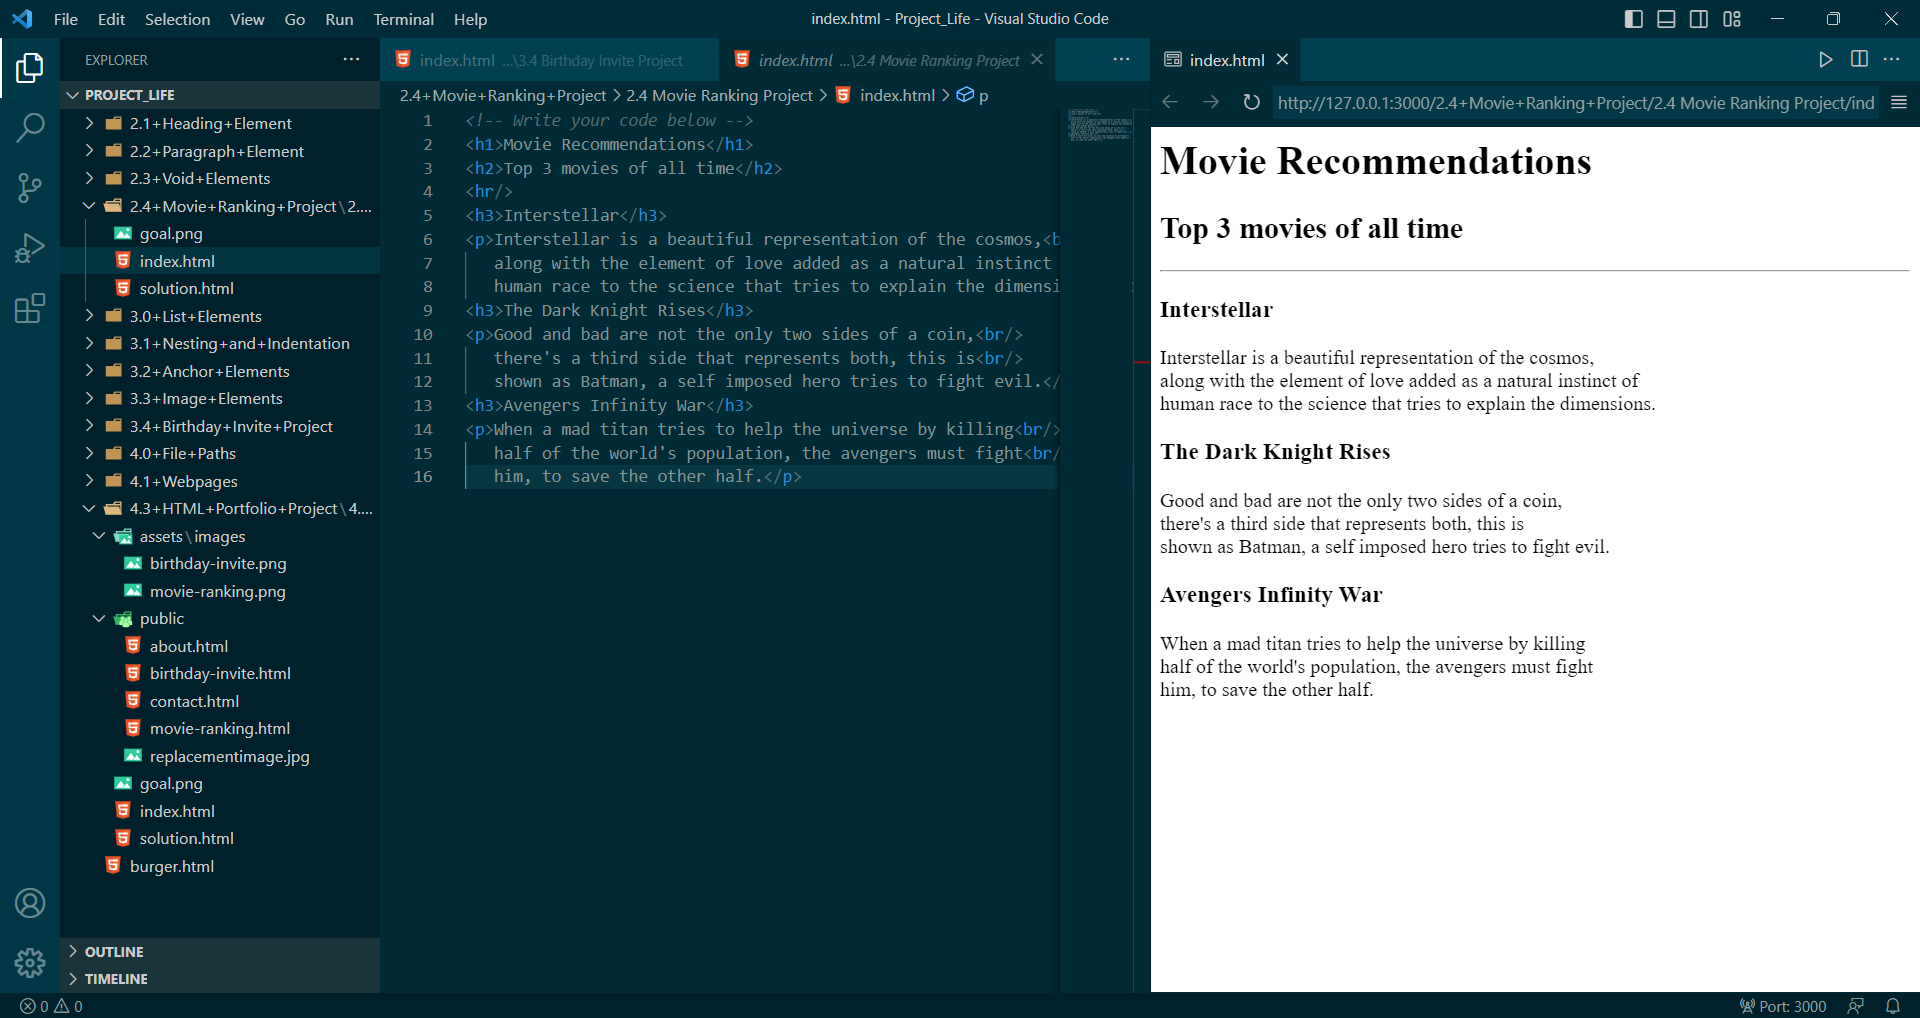 File Edit Selection View Go Run Terminal Help
index.html - Project_Life - Visual Studio Code
EXPLORER
PROJECT_LIFE
2.1+Heading+Element
2.2+Paragraph+Element
2.3+Void+Elements
2.4+Movie+Ranking+Project\2....
goal.png
index.html
solution.html
3.0+List+Elements
3.1+Nesting+and+Indentation
3.2+Anchor+Elements
3.3+Image+Elements
3.4+Birthday+Invite+Project
4.0+File+Paths
4.1+Webpages
4.3+HTML+Portfolio+Project\4....
assets\images
birthday-invite.png
movie-ranking.png
public
about.html
birthday-invite.html
contact.html
movie-ranking.html
replacementimage.jpg
goal.png
index.html
solution.html
burger.html
OUTLINE
TIMELINE
index.html ...\3.4 Birthday Invite Project
index.html ...\2.4 Movie Ranking Project
2.4+Movie+Ranking+Project > 2.4 Movie Ranking Project > index.html > p
1 <!-- Write your code below -->
2 <h1>Movie Recommendations</h1>
3 <h2>Top 3 movies of all time</h2>
4 <hr/>
5 <h3>Interstellar</h3>
6 <p>Interstellar is a beautiful representation of the cosmos,<b
7 along with the element of love added as a natural instinct
8 human race to the science that tries to explain the dimensi
9 <h3>The Dark Knight Rises</h3>
10 <p>Good and bad are not the only two sides of a coin,<br/>
11 there's a third side that represents both, this is<br/>
12 shown as Batman, a self imposed hero tries to fight evil.</
13 <h3>Avengers Infinity War</h3>
14 <p>When a mad titan tries to help the universe by killing<br/>
15 half of the world's population, the avengers must fight<br/
16 him, to save the other half.</p>
index.html
http://127.0.0.1:3000/2.4+Movie+Ranking+Project/2.4 Movie Ranking Project/ind
Movie Recommendations
Top 3 movies of all time
Interstellar
Interstellar is a beautiful representation of the cosmos,
along with the element of love added as a natural instinct of
human race to the science that tries to explain the dimensions.
The Dark Knight Rises
Good and bad are not the only two sides of a coin,
there's a third side that represents both, this is
shown as Batman, a self imposed hero tries to fight evil.
Avengers Infinity War
When a mad titan tries to help the universe by killing
half of the world's population, the avengers must fight
him, to save the other half.
0 0
Port: 3000